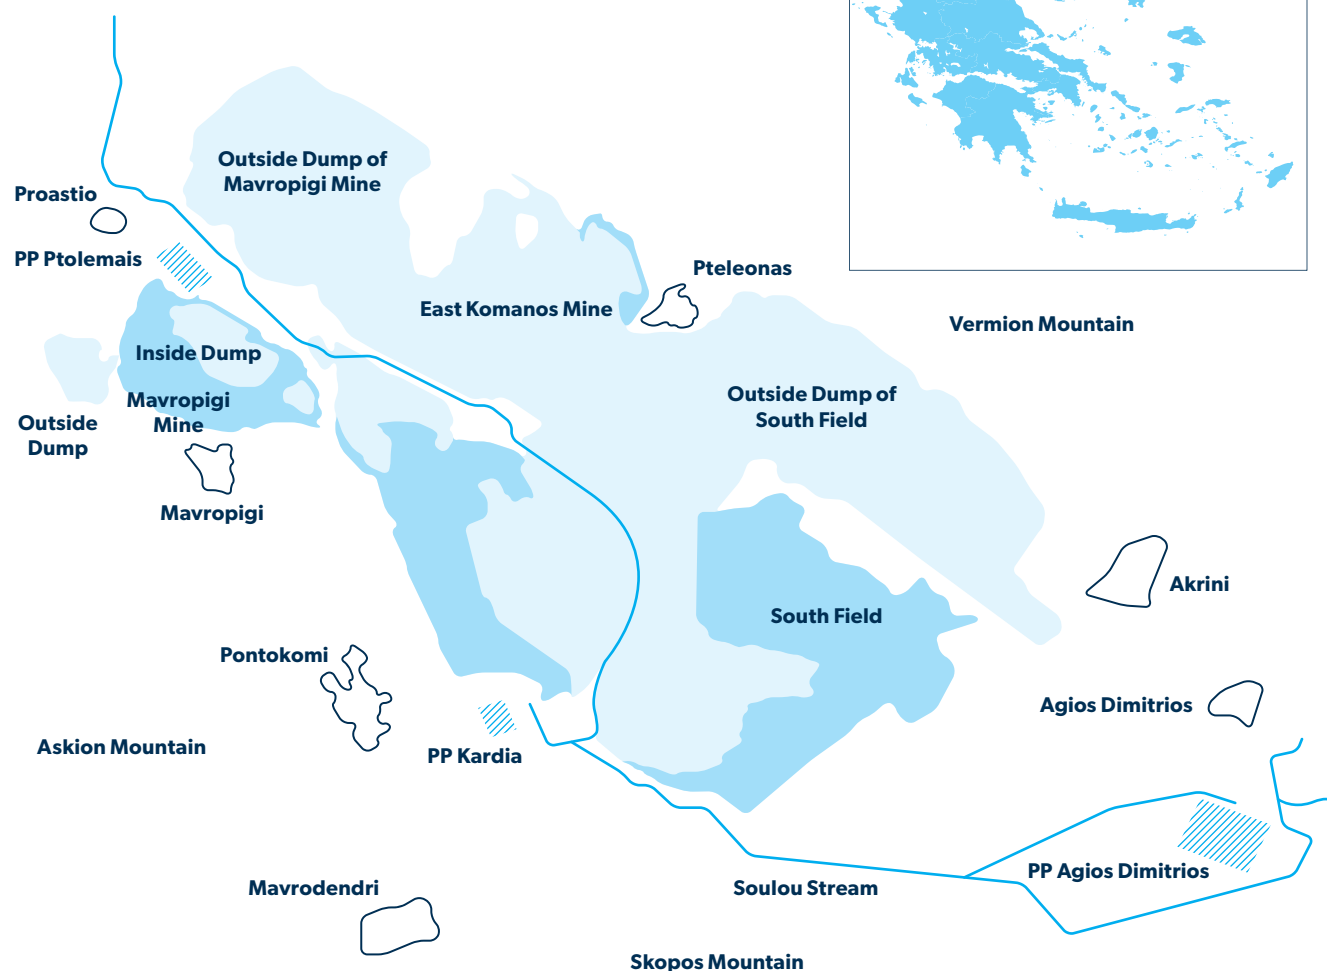 Outside Dump of
Mavropigi Mine
Proastio
PP Ptolemais
Pteleonas
East Komanos Mine
Vermion Mountain
Inside Dump
Mavropigi
Mine
Outside Dump of
South Field
Outside
Dump
Mavropigi
Akrini
South Field
Pontokomi
Agios Dimitrios
Askion Mountain
PP Kardia
PP Agios Dimitrios
Mavrodendri
Soulou Stream
Skopos Mountain